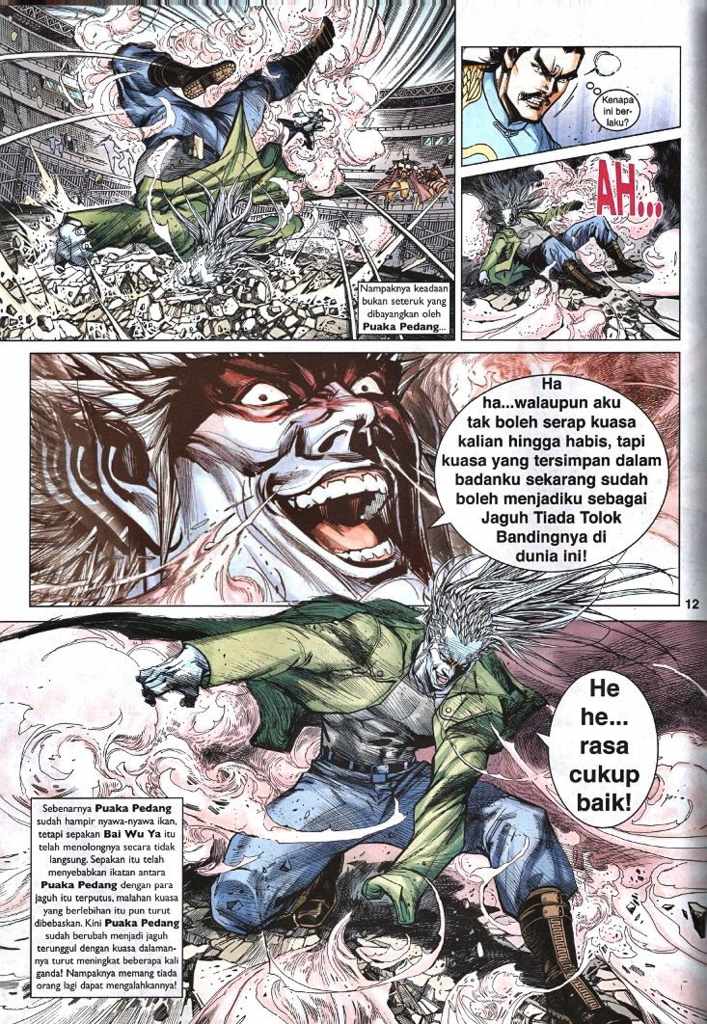 Nampaknya keadaan
bukan seteruk yang
dibayangkan oleh
Puaka Pedang...
Kenapa
ini ber-
laku?
AH...
Ha
ha...walaupun aku
tak boleh serap kuasa
kalian hingga habis, tapi
kuasa yang tersimpan dalam
badanku sekarang sudah
boleh menjadiku sebagai
Jaguh Tiada Tolok
Bandingnya di
dunia ini!
12
He
he...
rasa
cukup
baik!
Sebenarnya Puaka Pedang
sudah hampir nyawa-nyawa ikan,
tetapi sepakan Bai Wu Ya itu
telah menolongnya secara tidak
langsung. Sepakan itu telah
menyebabkan ikatan antara
Puaka Pedang dengan para
jaguh itu terputus, malahan kuasa
yang berlebihan itu pun turut
dibebaskan. Kini Puaka Pedang
sudah berubah menjadi jaguh
terunggul dengan kuasa dalaman-
nya turut meningkat beberapa kali
ganda! Nampaknya memang tiada
orang lagi dapat mengalahkannya!